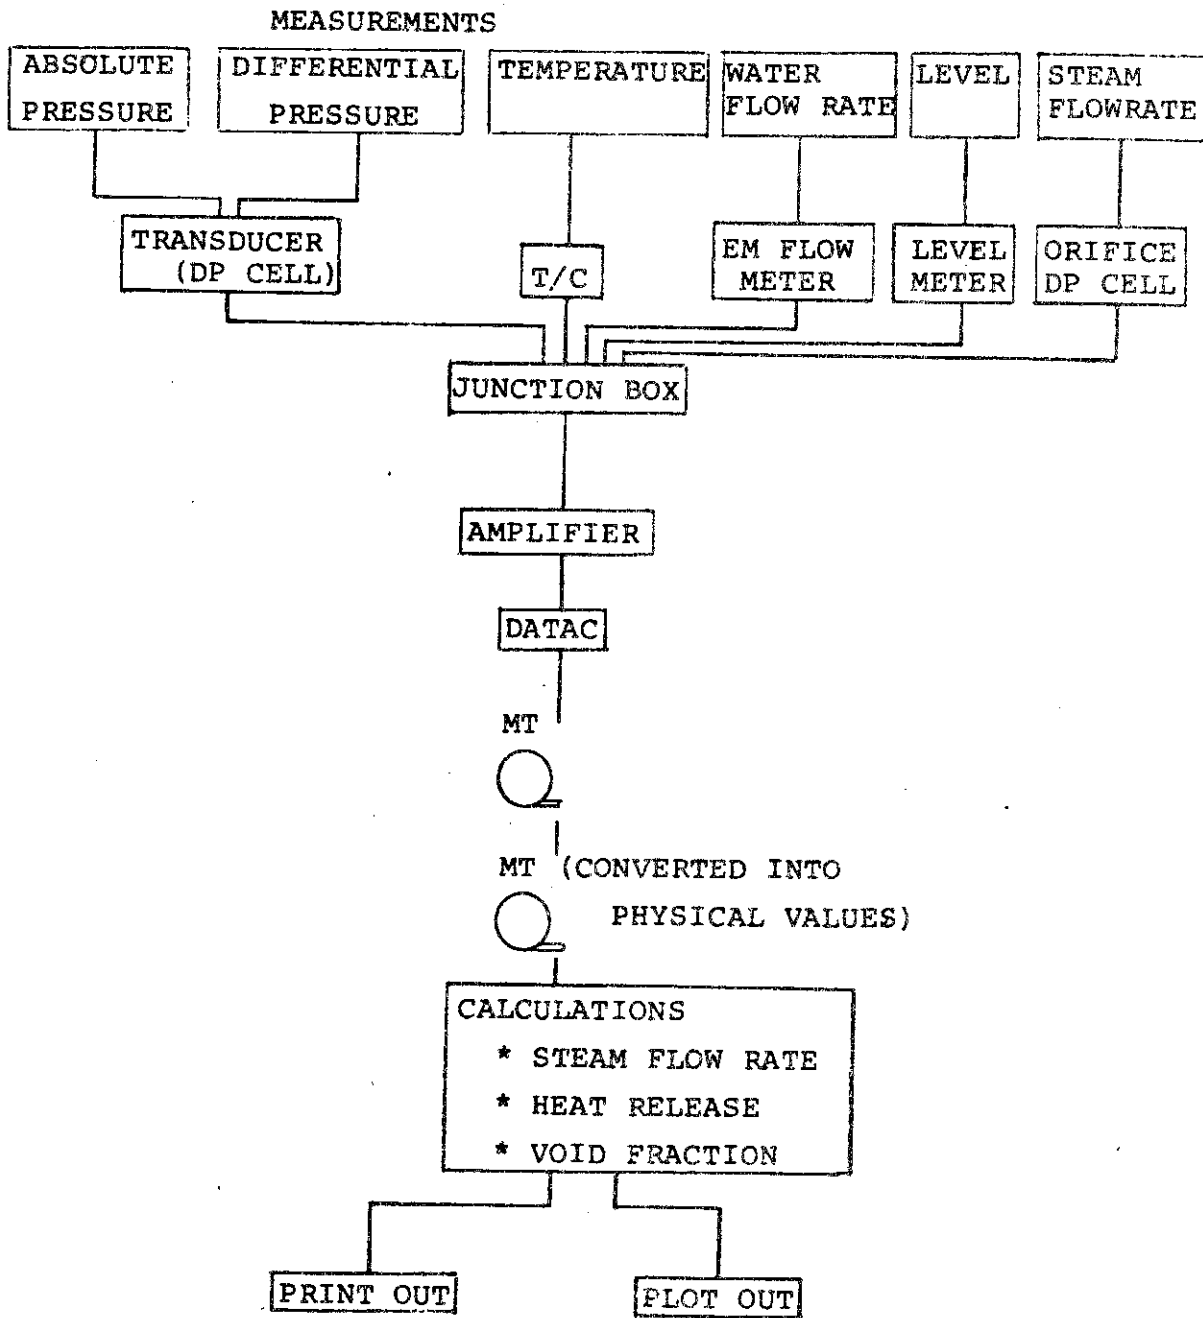 MEASUREMENTS
ABSOLUTE
PRESSURE
DIFFERENTIAL
PRESSURE
TEMPERATURE
WATER
FLOW RATE
LEVEL
STEAM
FLOWRATE
TRANSDUCER
(DP CELL)
T/C
EM FLOW
METER
LEVEL
METER
ORIFICE
DP CELL
JUNCTION BOX
AMPLIFIER
DATAC
MT
MT (CONVERTED INTO
PHYSICAL VALUES)
CALCULATIONS
* STEAM FLOW RATE
* HEAT RELEASE
* VOID FRACTION
PRINT OUT
PLOT OUT